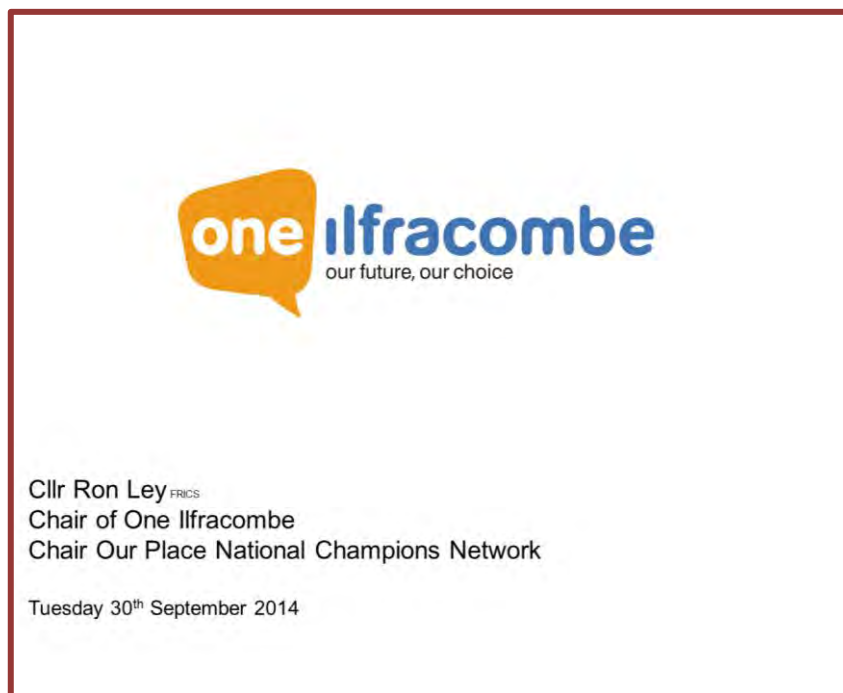 one ilfracombe
our future, our choice
Cllr Ron Ley FRICS
Chair of One Ilfracombe
Chair Our Place National Champions Network
Tuesday 30th September 2014